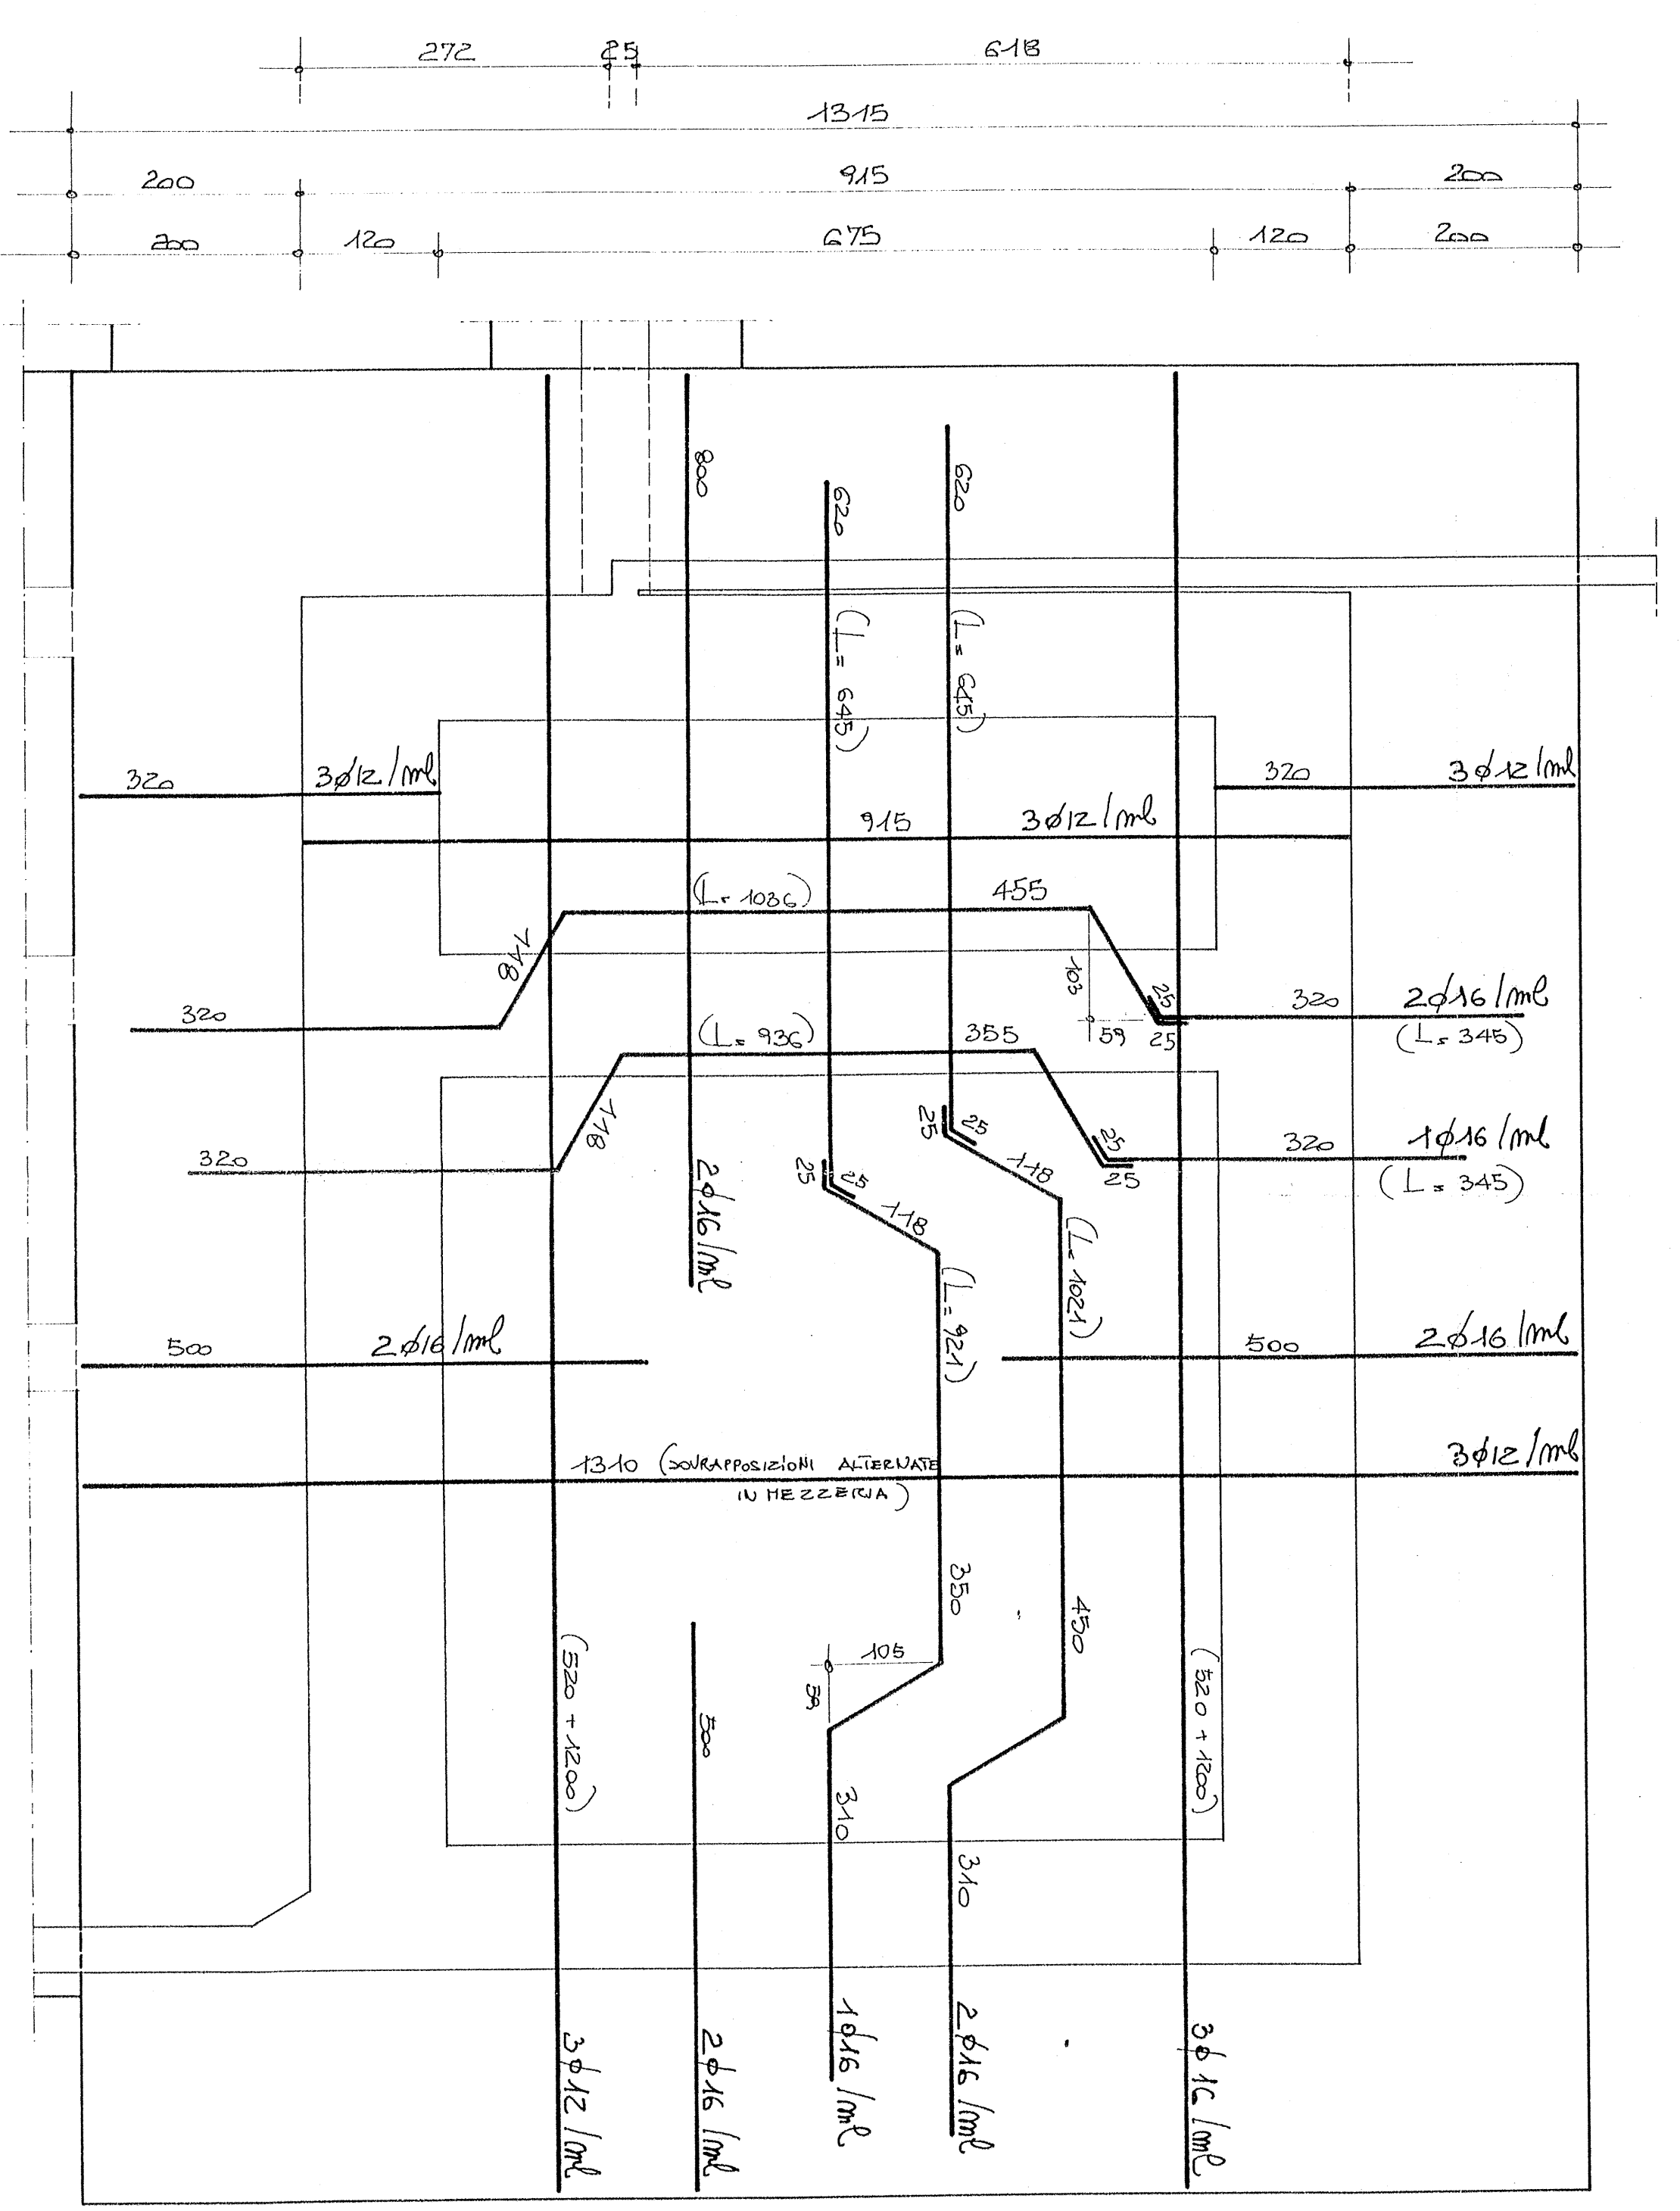 272 25 618
1315
200 915 200
200 120 675 120 200
800
620
620
(L= 645)
(L= 645)
320 3ø12/ml
320 3ø12/ml
915 3ø12/ml
(L= 1036) 455
118
103
25
59
25
320
320 2ø16/ml
(L= 345)
(L= 936) 355
118
320
25
25
118
25
25
320 1ø16/ml
(L= 345)
2ø16/ml
25
25
118
(L= 921)
(L= 1021)
500 2ø16/ml
500 2ø16/ml
1310 (SOVRAPPOSIZIONI ALTERNATE
IN MEZZERIA)
3ø12/ml
350
450
105
59
(520 + 1200)
500
310
310
(520 + 1200)
3ø12/ml
2ø16/ml
1ø16/ml
2ø16/ml
3ø16/ml